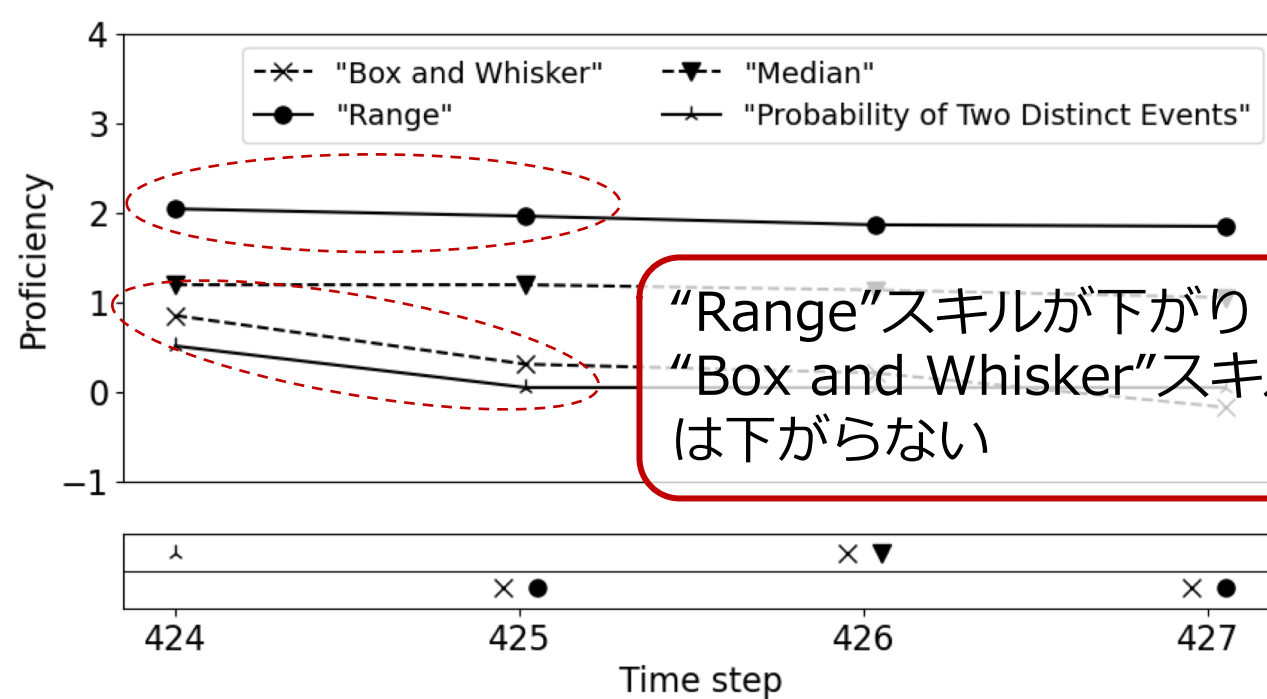 4
3
2
1
0
−1
Proficiency
"Box and Whisker"
"Median"
"Range"
"Probability of Two Distinct Events"
“Range”スキルが下がり
“Box and Whisker”スキ
は下がらない
424
425
426
427
Time step